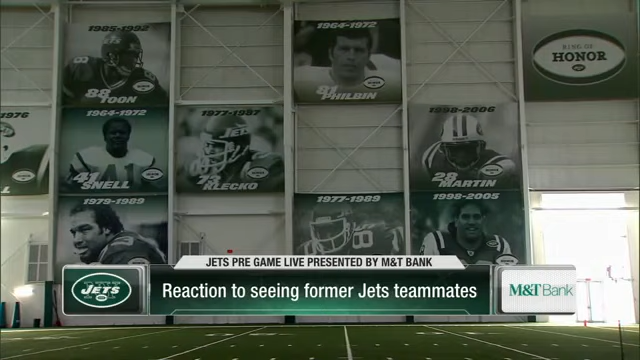 1985-1992
88
TOON
1964-1972
81
PHILBIN
RING OF
HONOR
1976
1964-1972
41
SNELL
1977-1987
73
KLECKO
1998-2006
28
MARTIN
1979-1989
1977-1989
1998-2005
JETS PRE GAME LIVE PRESENTED BY M&T BANK
JETS
Reaction to seeing former Jets teammates
M&T Bank